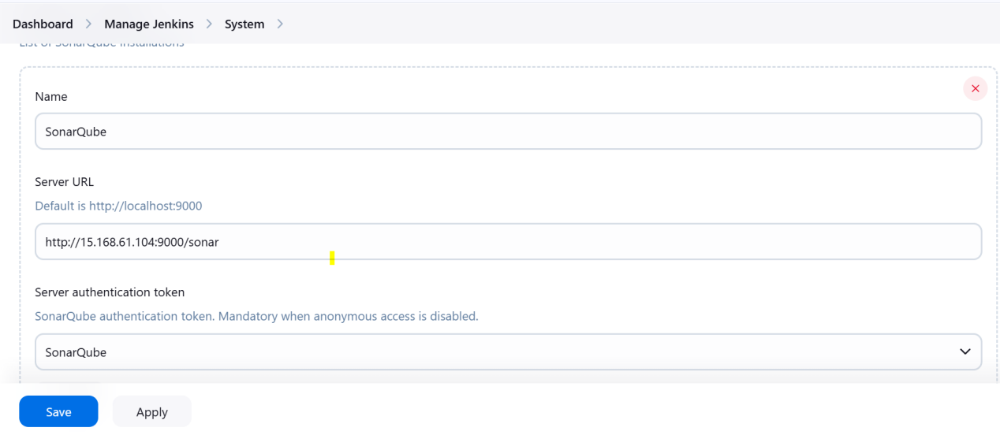 Dashboard > Manage Jenkins > System >
List of SonarQube installations
Name
SonarQube
Server URL
Default is http://localhost:9000
http://15.168.61.104:9000/sonar
Server authentication token
SonarQube authentication token. Mandatory when anonymous access is disabled.
SonarQube
Save Apply